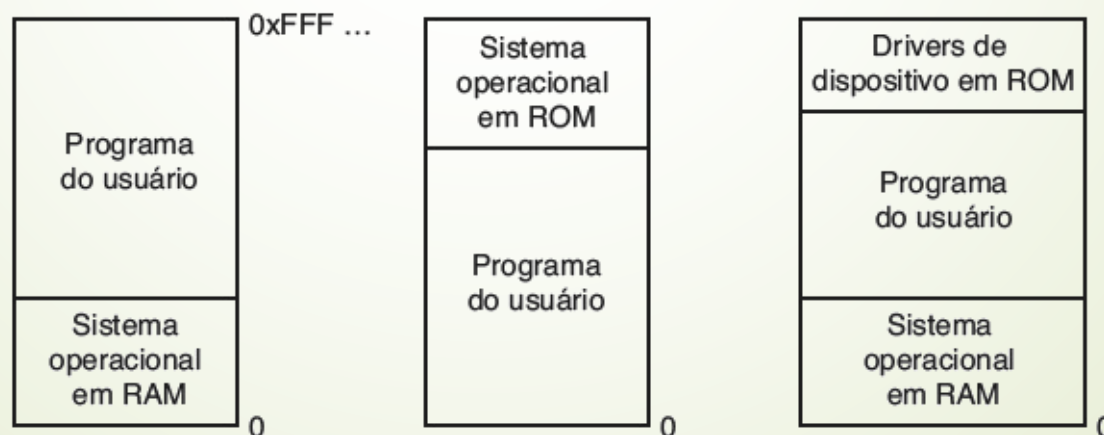 Programa
do usuário
Sistema
operacional
em RAM
0xFFF ...
0
Sistema
operacional
em ROM
Programa
do usuário
0
Drivers de
dispositivo em ROM
Programa
do usuário
Sistema
operacional
em RAM
0